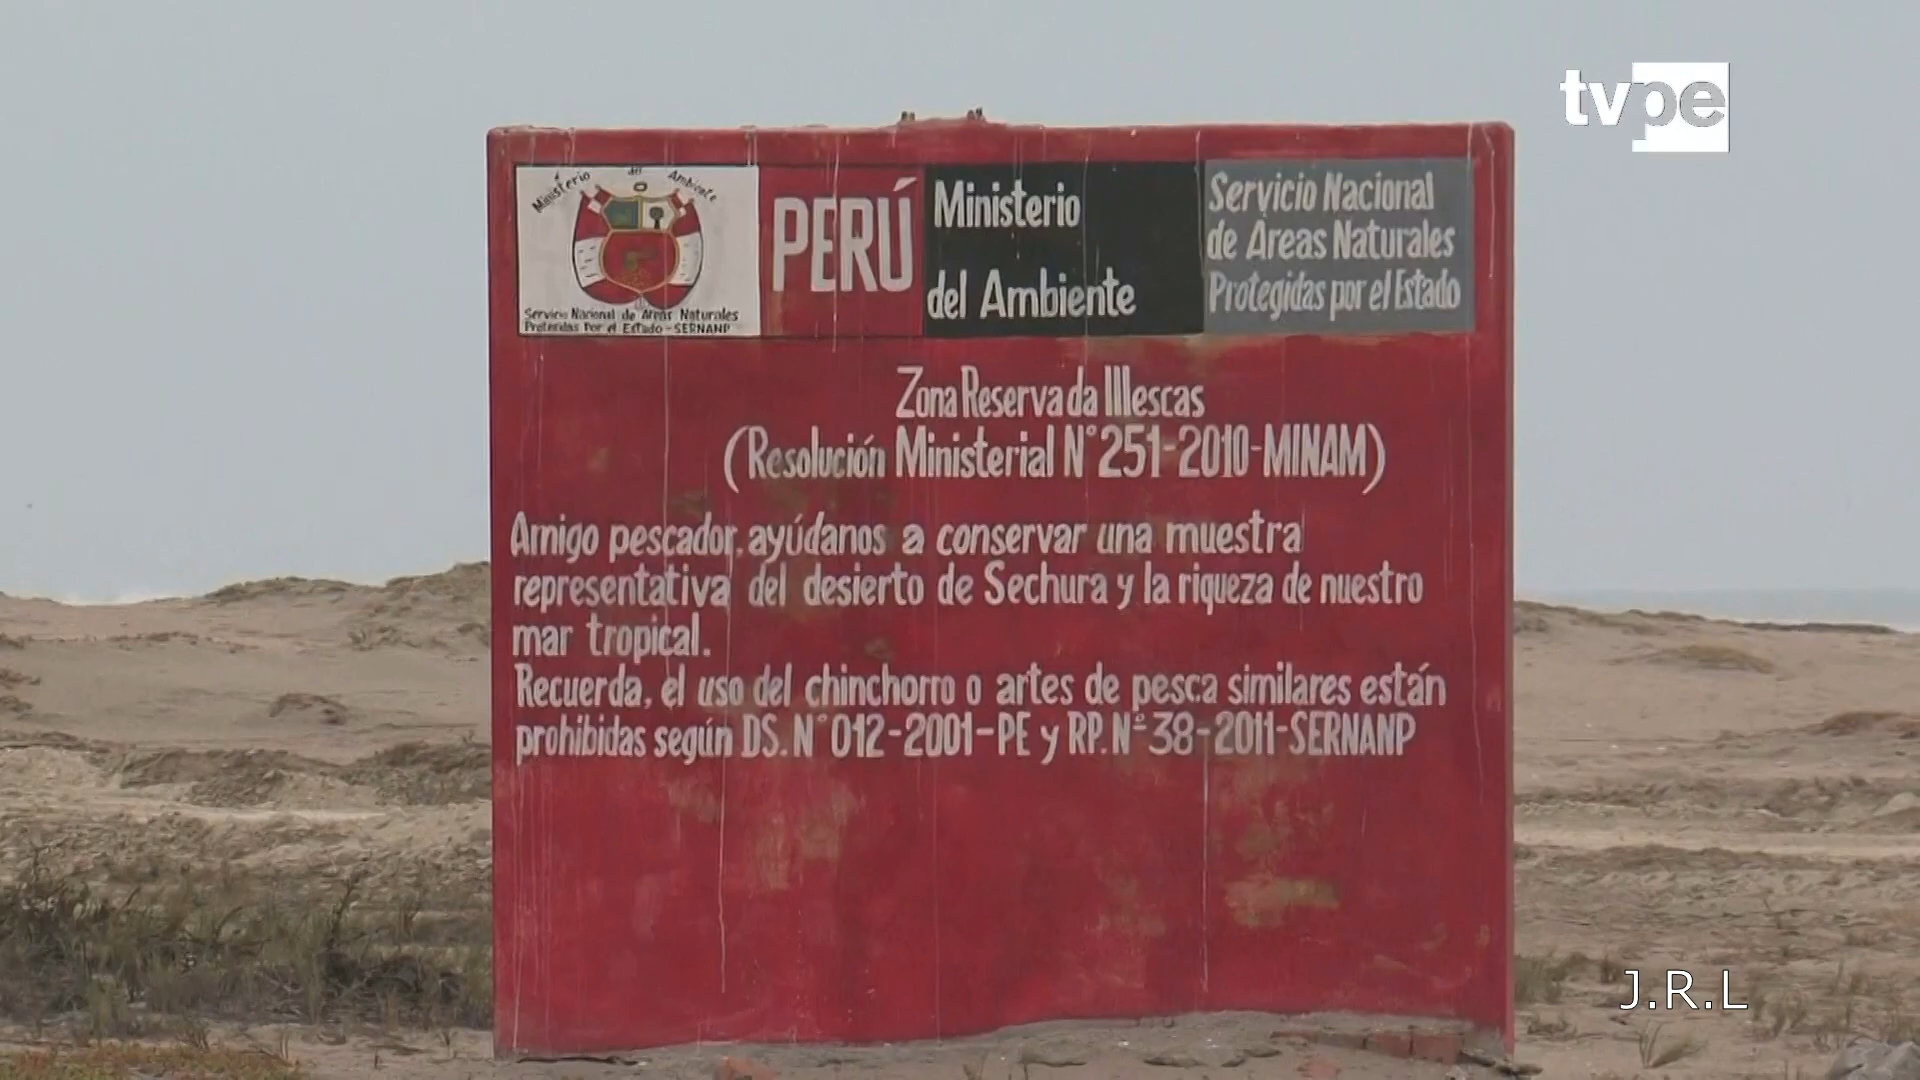 tvpe
Ministerio del Ambiente
Servicio Nacional de Areas Naturales
Protegidas Por el Estado - SERNANP
PERÚ
Ministerio
del Ambiente
Servicio Nacional
de Áreas Naturales
Protegidas por el Estado
Zona Reservada Illescas
(Resolución Ministerial N° 251-2010-MINAM)
Amigo pescador, ayúdanos a conservar una muestra
representativa del desierto de Sechura y la riqueza de nuestro
mar tropical.
Recuerda, el uso del chinchorro o artes de pesca similares están
prohibidas según DS. N° 012-2001-PE y RP. Nº 38-2011-SERNANP
J.R.L